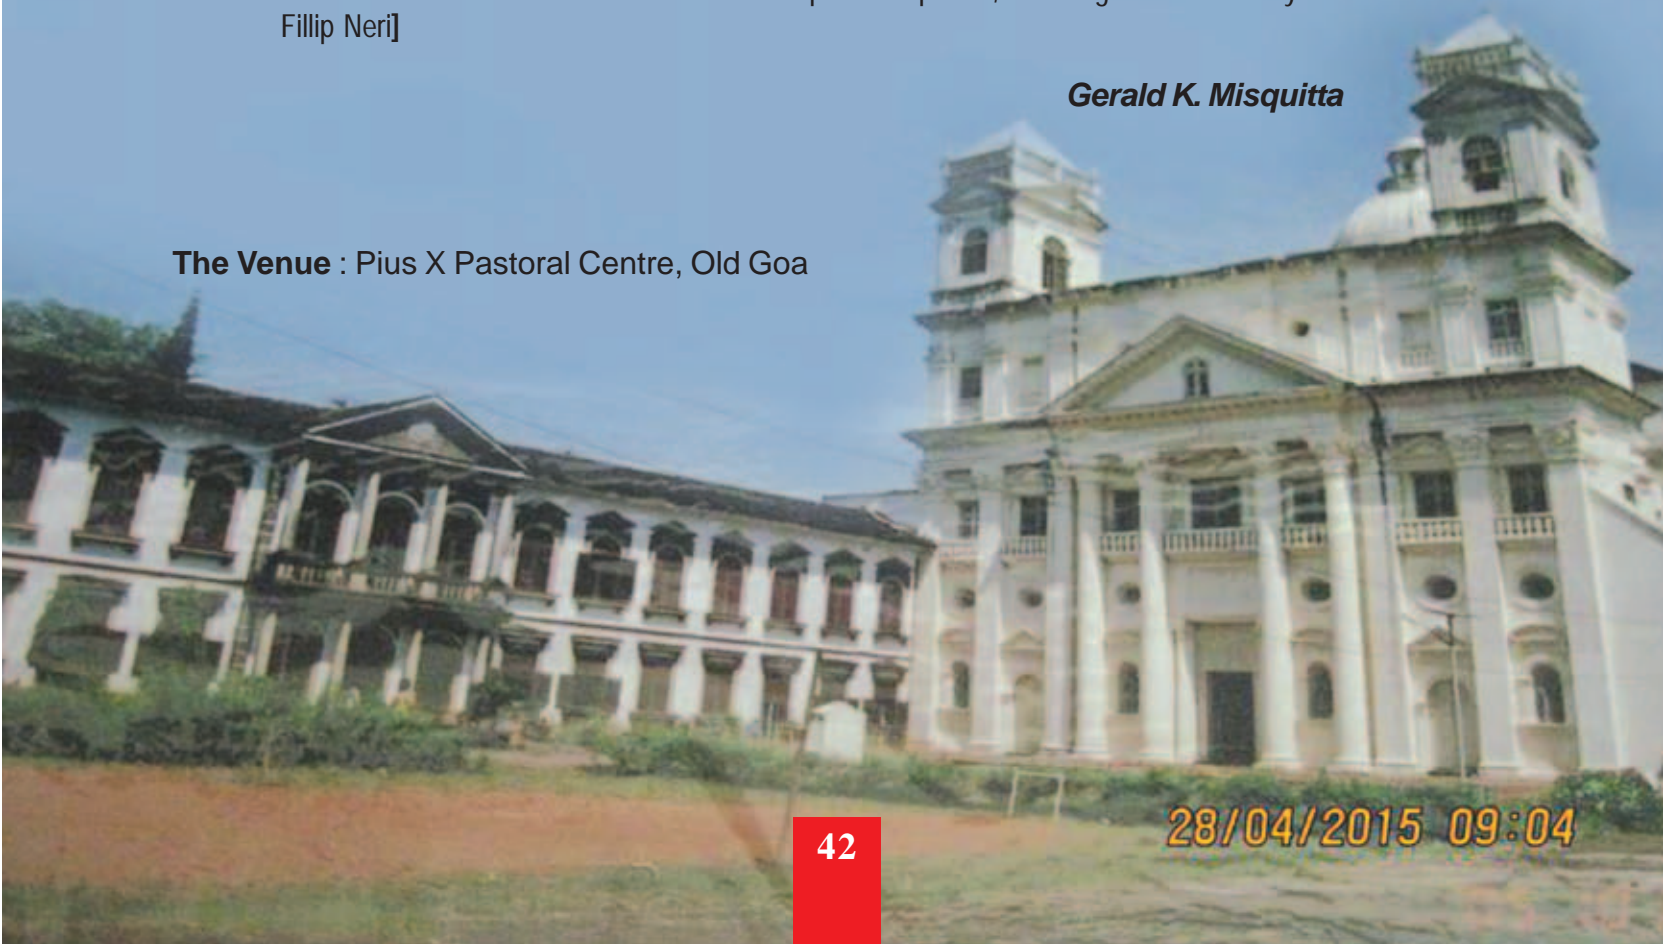 Fillip Neri]
Gerald K. Misquitta
The Venue : Pius X Pastoral Centre, Old Goa
42
28/04/2015 09:04